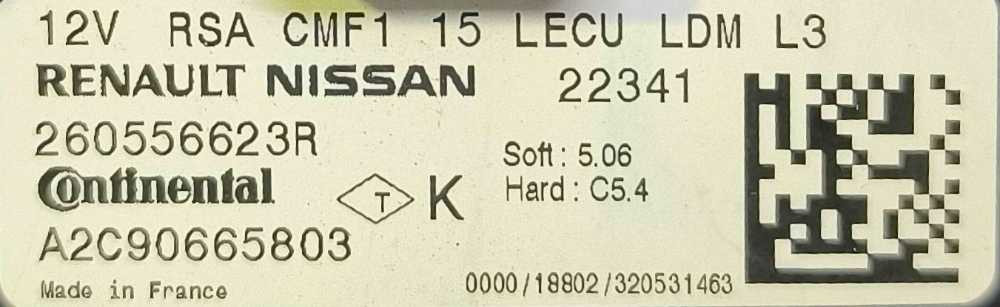 12V RSA CMF1 15 LECU LDM L3
RENAULT NISSAN 22341
260556623R
Soft: 5.06
Continental T K Hard: C5.4
A2C90665803
Made in France 0000/18802/320531463